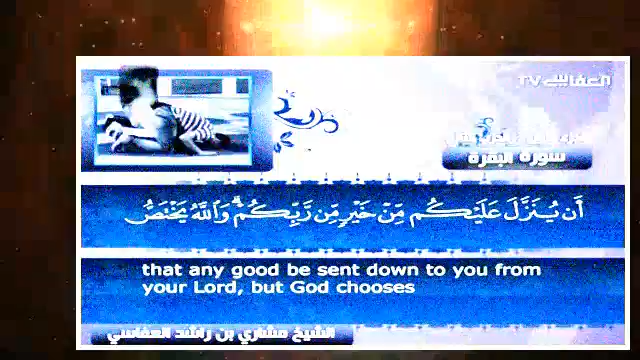 العفاسي TV
سورة البقرة
أَن يُنَزَّلَ عَلَيْكُم مِّنْ خَيْرٍ مِّن رَّبِّكُمْ ۗ وَاللَّهُ يَخْتَصُّ
that any good be sent down to you from
your Lord, but God chooses
الشيخ مشاري بن راشد العفاسي